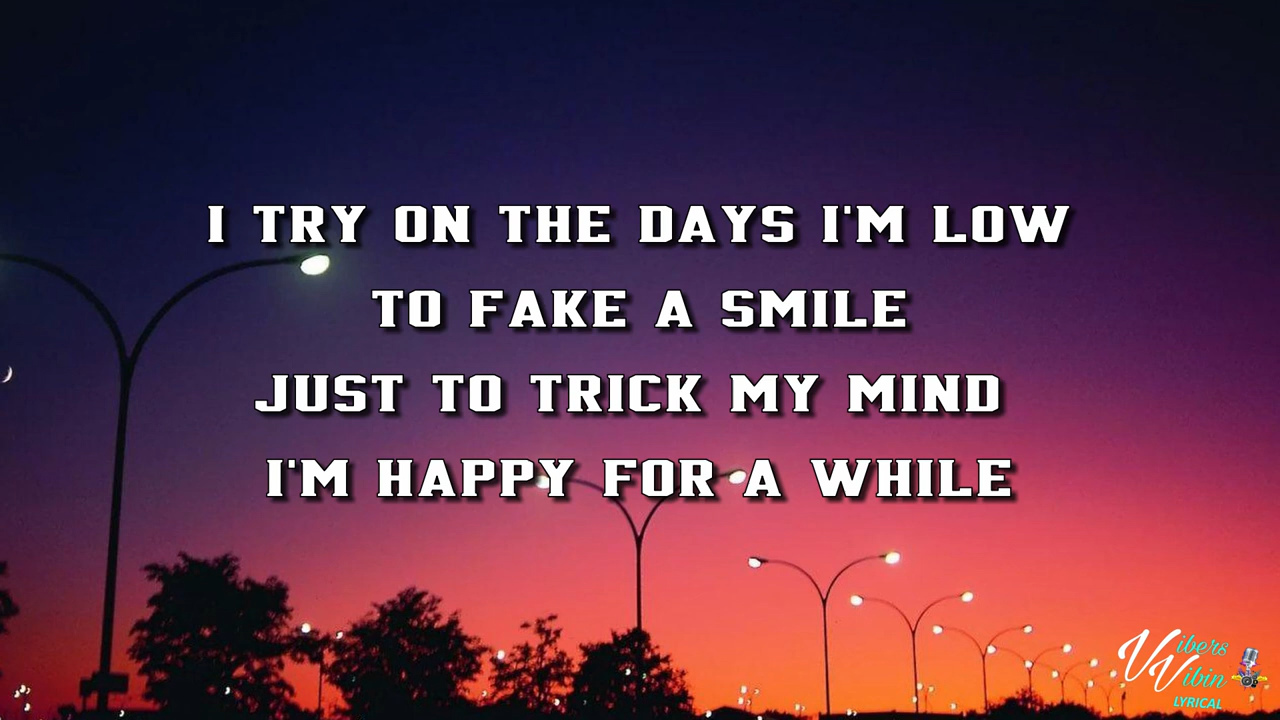 I TRY ON THE DAYS I'M LOW
TO FAKE A SMILE
JUST TO TRICK MY MIND
I'M HAPPY FOR A WHILE
Vibers
Vibin
LYRICAL